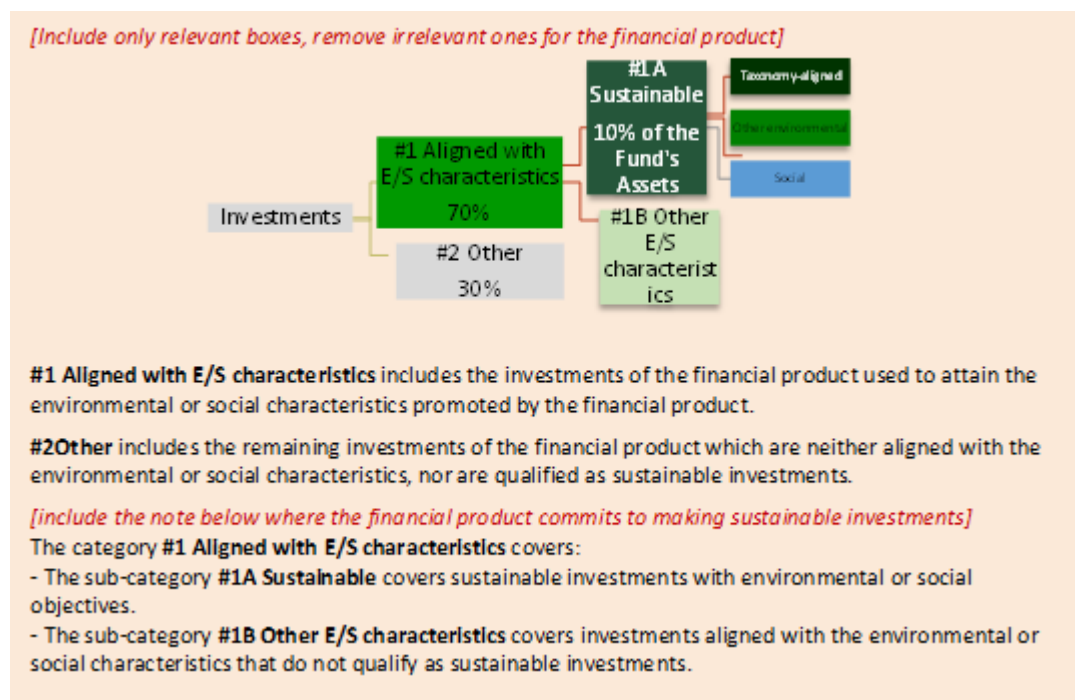 [Include only relevant boxes, remove irrelevant ones for the financial product]
#1A
Sustainable
10% of the
Fund's
Assets
Taxonomy-aligned
Other environmental
Social
#1 Aligned with
E/S characteristics
70%
Investments
#2 Other
30%
#1B Other
E/S
characterist
ics
#1 Aligned with E/S characteristics includes the investments of the financial product used to attain the
environmental or social characteristics promoted by the financial product.
#2Other includes the remaining investments of the financial product which are neither aligned with the
environmental or social characteristics, nor are qualified as sustainable investments.
[include the note below where the financial product commits to making sustainable investments]
The category #1 Aligned with E/S characteristics covers:
- The sub-category #1A Sustainable covers sustainable investments with environmental or social
objectives.
- The sub-category #1B Other E/S characteristics covers investments aligned with the environmental or
social characteristics that do not qualify as sustainable investments.